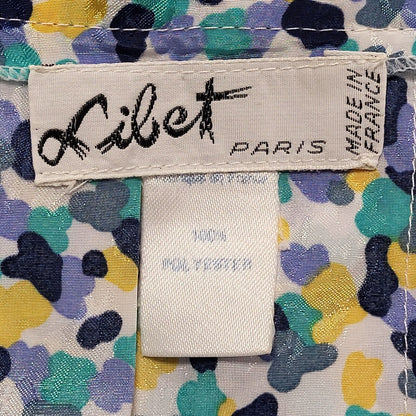 Libet
PARIS
MADE IN
FRANCE
100%
POLYESTER